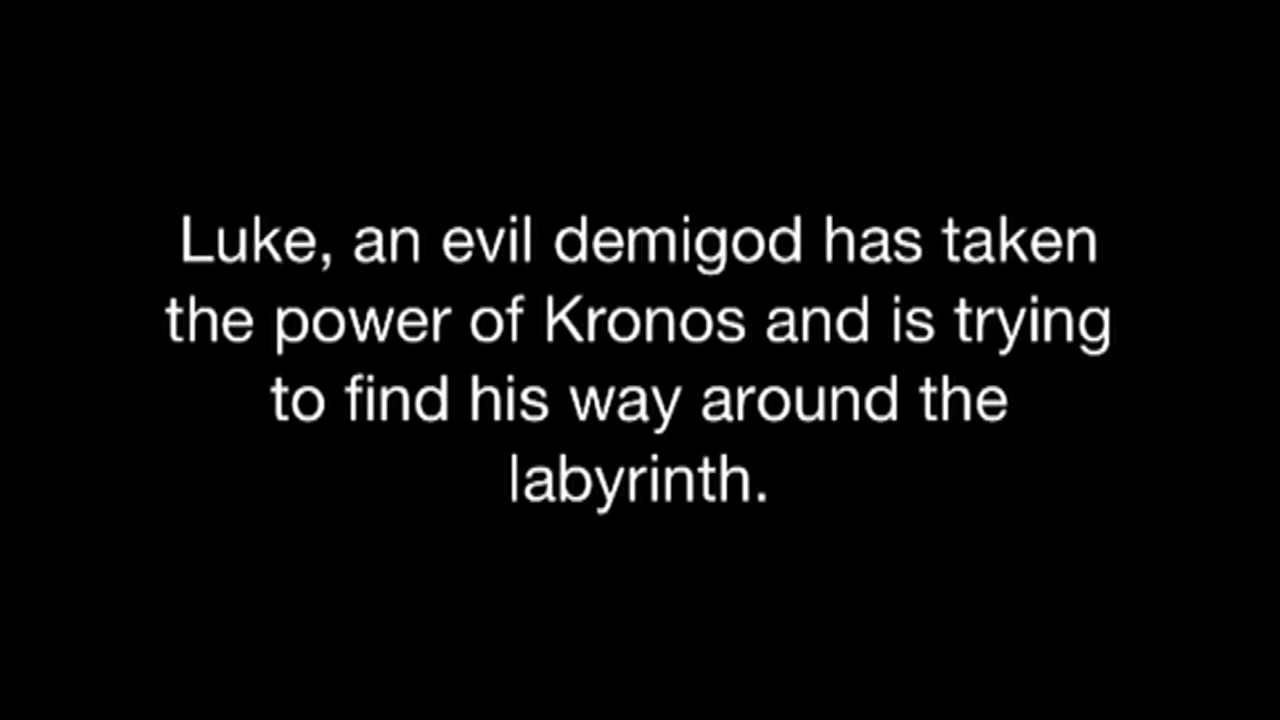 Luke, an evil demigod has taken
the power of Kronos and is trying
to find his way around the
labyrinth.